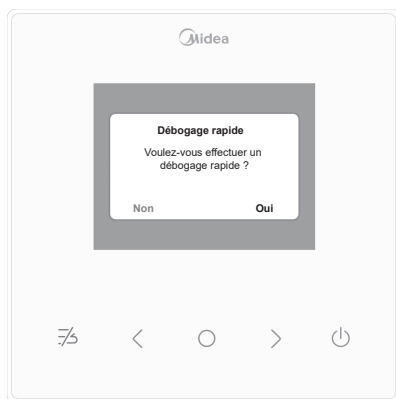 Midea
Débogage rapide
Voulez-vous effectuer un
débogage rapide ?
Non Oui